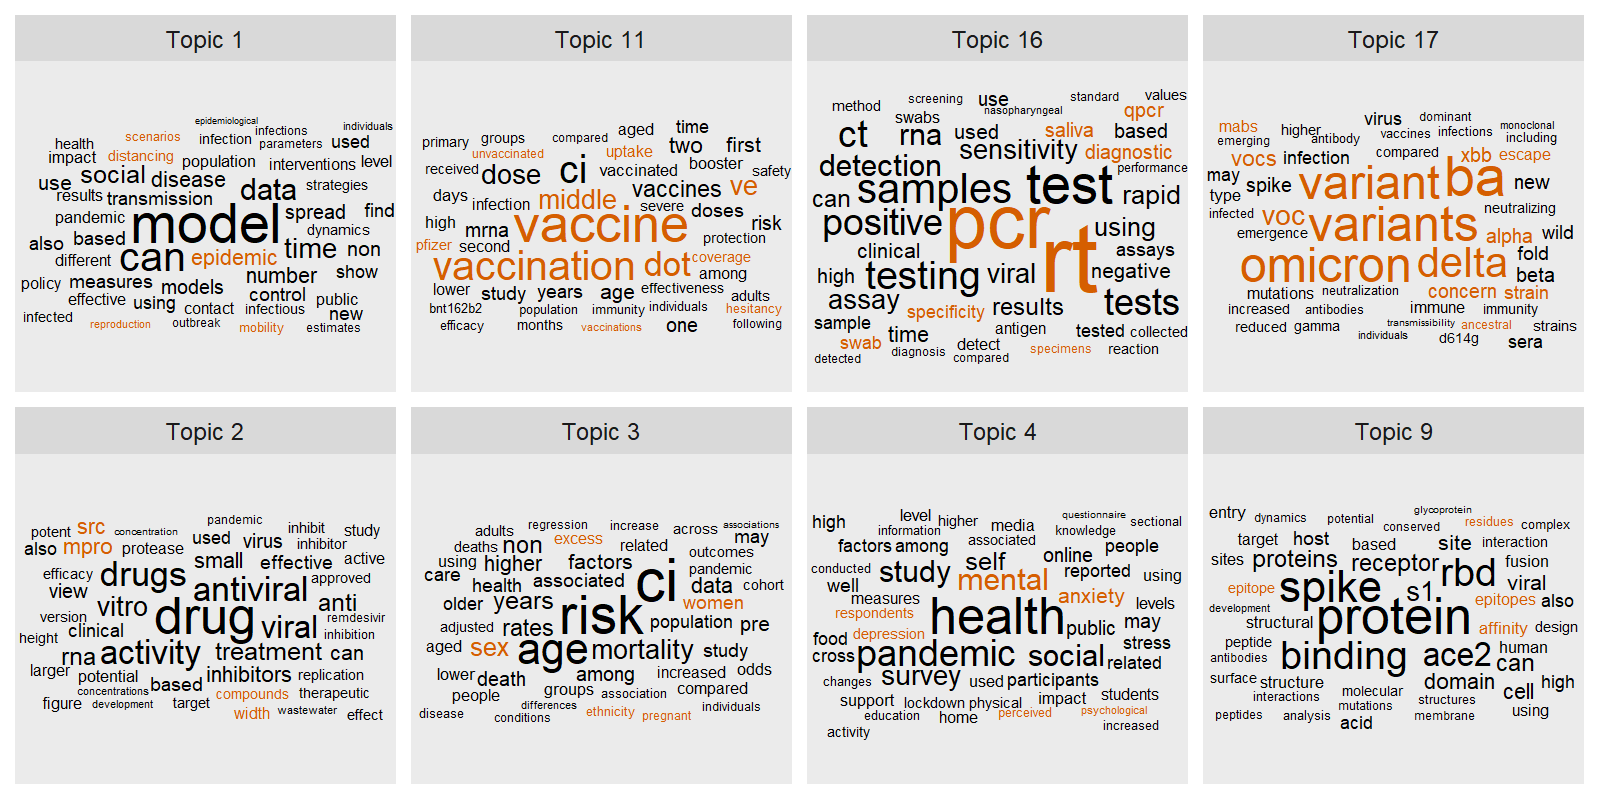 Topic 1
epidemiological
health scenarios infection infections parameters individuals used
impact distancing population interventions level
use social disease data strategies
results transmission
pandemic model spread find
dynamics
also based can epidemic time non
different
policy measures models number show
effective using contact control infectious public new
infected reproduction outbreak mobility estimates
Topic 11
primary groups compared aged time
unvaccinated uptake two first
received dose ci vaccinated booster safety
days vaccines ve
infection middle severe doses
high mrna vaccine risk
pfizer second protection
vaccination dot coverage
among
lower study years age effectiveness
adults
bnt162b2 population immunity individuals hesitancy
efficacy months vaccinations one following
Topic 16
method screening use nasopharyngeal standard values
swabs qpcr
ct rna used saliva based
detection sensitivity diagnostic
performance
can samples test rapid
positive pcr rt using
clinical assays
high testing viral negative
assay specificity results tests
sample time antigen tested collected
swab detect
detected diagnosis compared specimens reaction
Topic 17
mabs higher virus dominant
emerging antibody vaccines infections monoclonal including
vocs infection compared xbb escape
may spike variant ba new
type
infected voc variants neutralizing
emergence alpha wild
omicron delta fold
beta
mutations neutralization concern strain
increased antibodies immune immunity
reduced gamma transmissibility ancestral strains
individuals d614g sera
Topic 2
potent src concentration pandemic inhibit study
also mpro protease used virus inhibitor
small effective active
efficacy drugs antiviral approved
view
version vitro drug viral anti
remdesivir
height clinical inhibition
rna activity treatment can
larger potential inhibitors replication
concentrations based compounds therapeutic
figure development target width wastewater effect
Topic 3
adults regression increase across associations
deaths non excess related may
using higher factors outcomes
care health associated ci data pandemic cohort
older years risk women
adjusted rates population pre
aged sex age mortality study
lower death among increased odds
people groups association compared
disease conditions differences ethnicity pregnant individuals
Topic 4
high level higher media questionnaire sectional
information associated knowledge
factors among self online people
conducted study mental reported using
well measures anxiety levels
respondents health public may
food depression stress
cross pandemic social related
changes survey used participants
support lockdown physical impact students
education home perceived psychological
activity increased
Topic 9
entry dynamics potential glycoprotein residues complex
conserved
target host based site interaction
sites proteins receptor fusion
epitope spike s1 rbd viral
development epitopes also
structural protein affinity design
peptide human
antibodies binding ace2 can
surface structure domain cell high
interactions molecular structures
peptides analysis mutations membrane using
acid